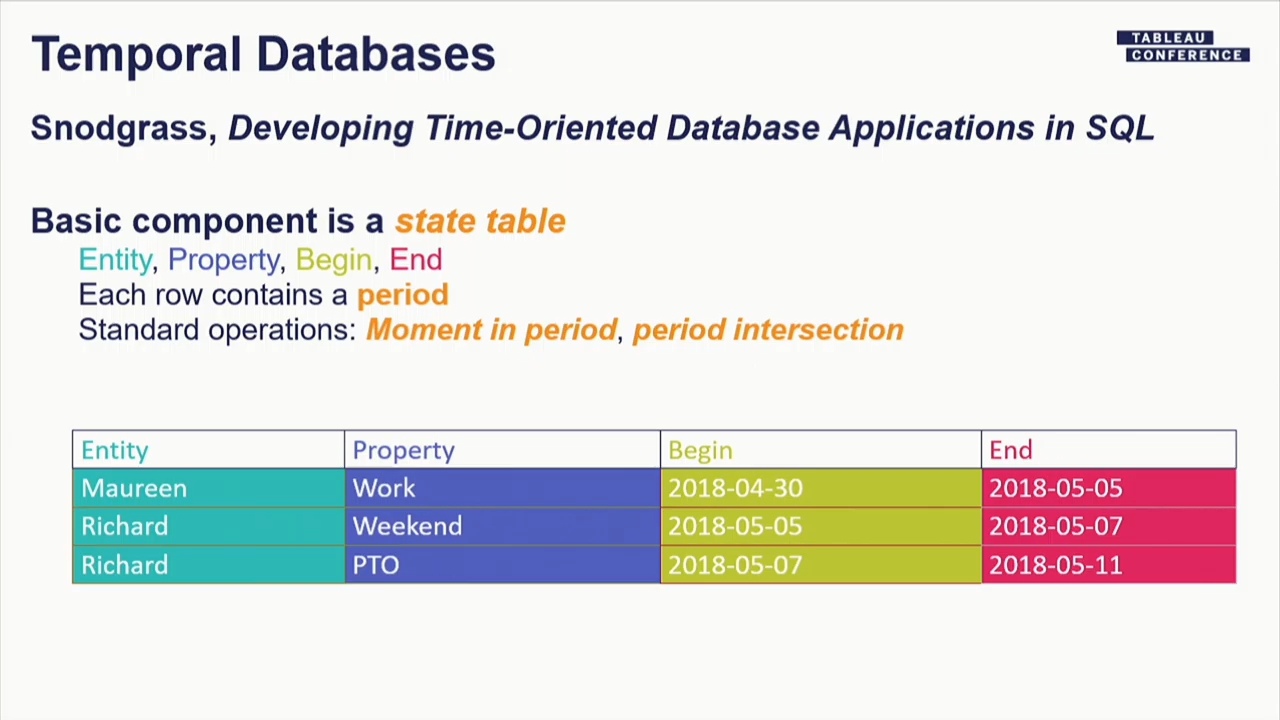 Temporal Databases
TABLEAU
CONFERENCE
Snodgrass, Developing Time-Oriented Database Applications in SQL
Basic component is a state table
Entity, Property, Begin, End
Each row contains a period
Standard operations: Moment in period, period intersection
Entity Property Begin End
Maureen Work 2018-04-30 2018-05-05
Richard Weekend 2018-05-05 2018-05-07
Richard PTO 2018-05-07 2018-05-11